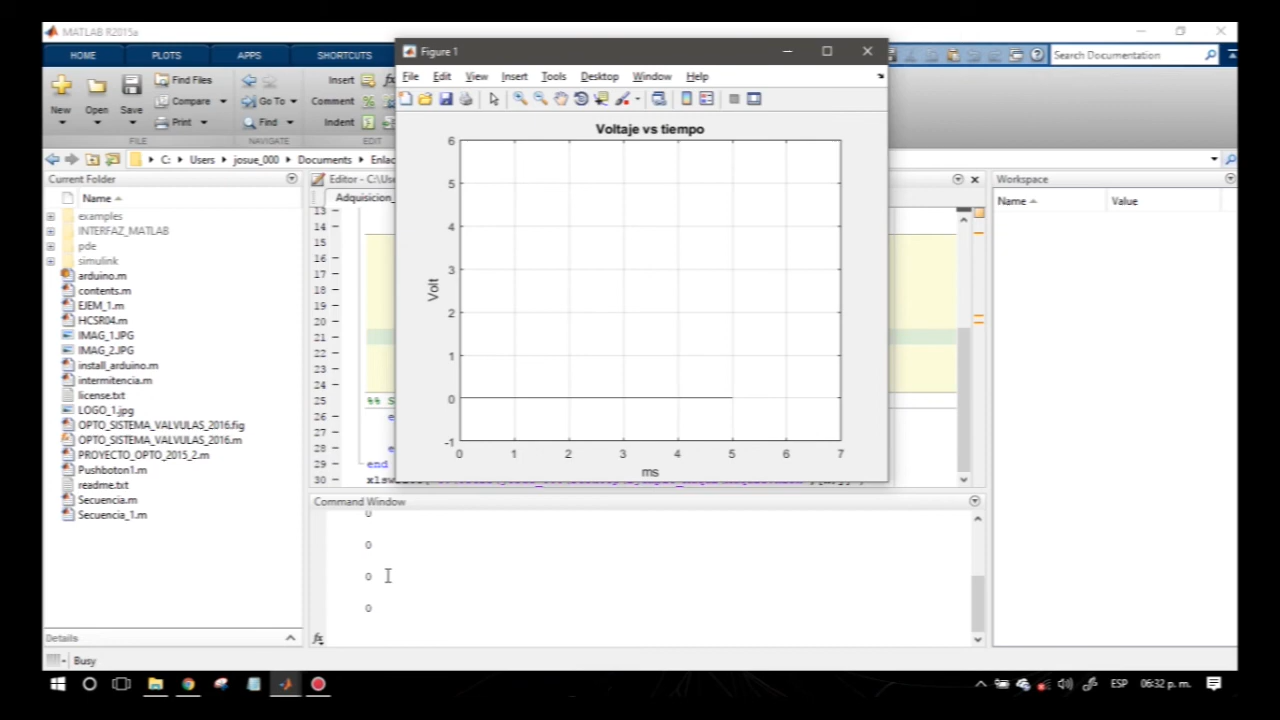 MATLAB R2015a
HOME PLOTS APPS SHORTCUTS
Search Documentation
New Open Save
Find Files
Compare
Print
Insert
Comment
Indent
Go To
Find
FILE NAVIGATE EDIT
C: Users josue_000 Documents
Current Folder
Name
examples
INTERFAZ_MATLAB
pde
simulink
arduino.m
contents.m
EJEM_1.m
HCSR04.m
IMAG_1.JPG
IMAG_2.JPG
install_arduino.m
intermitencia.m
license.txt
LOGO_1.jpg
OPTO_SISTEMA_VALVULAS_2016.fig
OPTO_SISTEMA_VALVULAS_2016.m
PROYECTO_OPTO_2015_2.m
Pushboton1.m
readme.txt
Secuencia.m
Secuencia_1.m
Details
Busy
Editor - C:\Use
Adquisicion_
13
14
15
16
17
18
19
20
21
22
23
24
25 %% S
26 e
27
28 e
29 end
30
Figure 1
File Edit View Insert Tools Desktop Window Help
Voltaje vs tiempo
6
5
4
3
2
1
0
-1
Volt
0 1 2 3 4 5 6 7
ms
Command Window
0
0
0
0
fx
Workspace
Name Value
ESP 06:32 p. m.